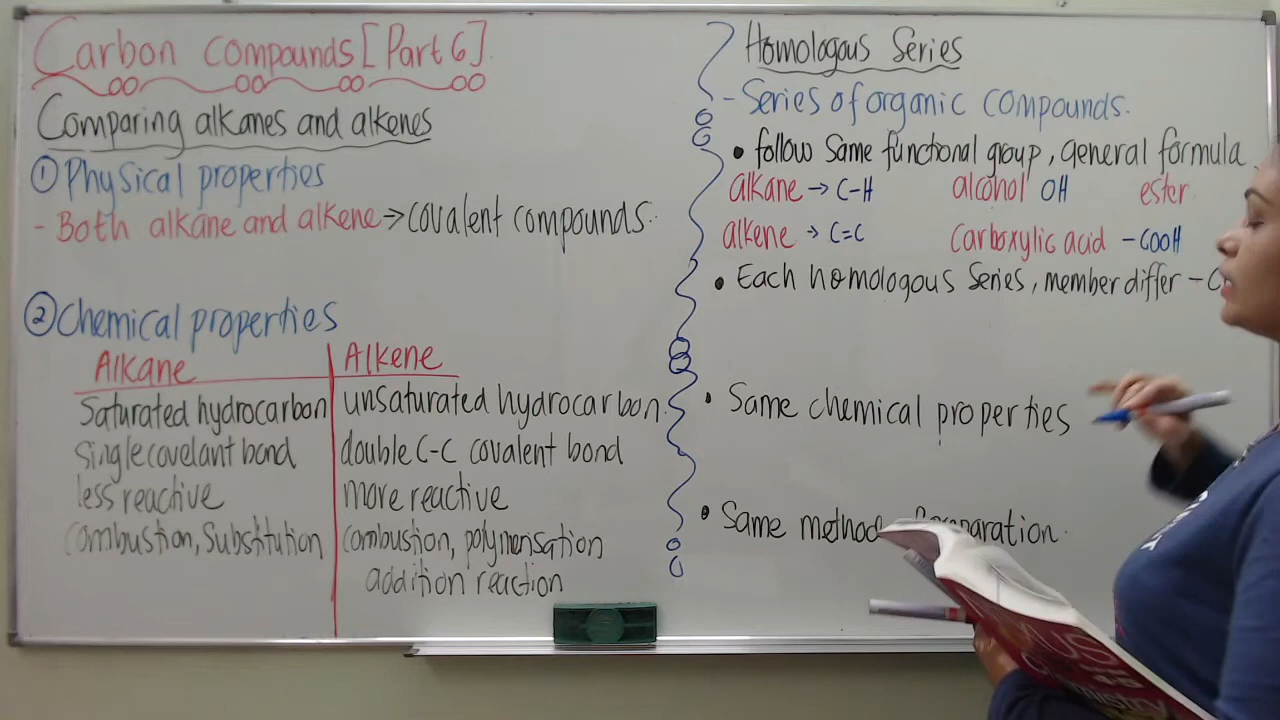 Carbon Compounds [Part 6].
Comparing alkanes and alkenes
① Physical properties
- Both alkane and alkene → covalent compounds.
② Chemical properties
Alkane
Alkene
Saturated hydrocarbon
unsaturated hydrocarbon.
Single covelant bond
double C-C covalent bond
less reactive
more reactive
Combustion, Substitution
Combustion, polymensation
addition reaction
Homologous Series
- Series of organic compounds.
• follow Same functional group, general formula.
alkane → C-H alcohol OH ester
alkene → C=C Carboxylic acid -COOH
• Each homologous Series, member differ - C
• Same chemical properties
• Same method